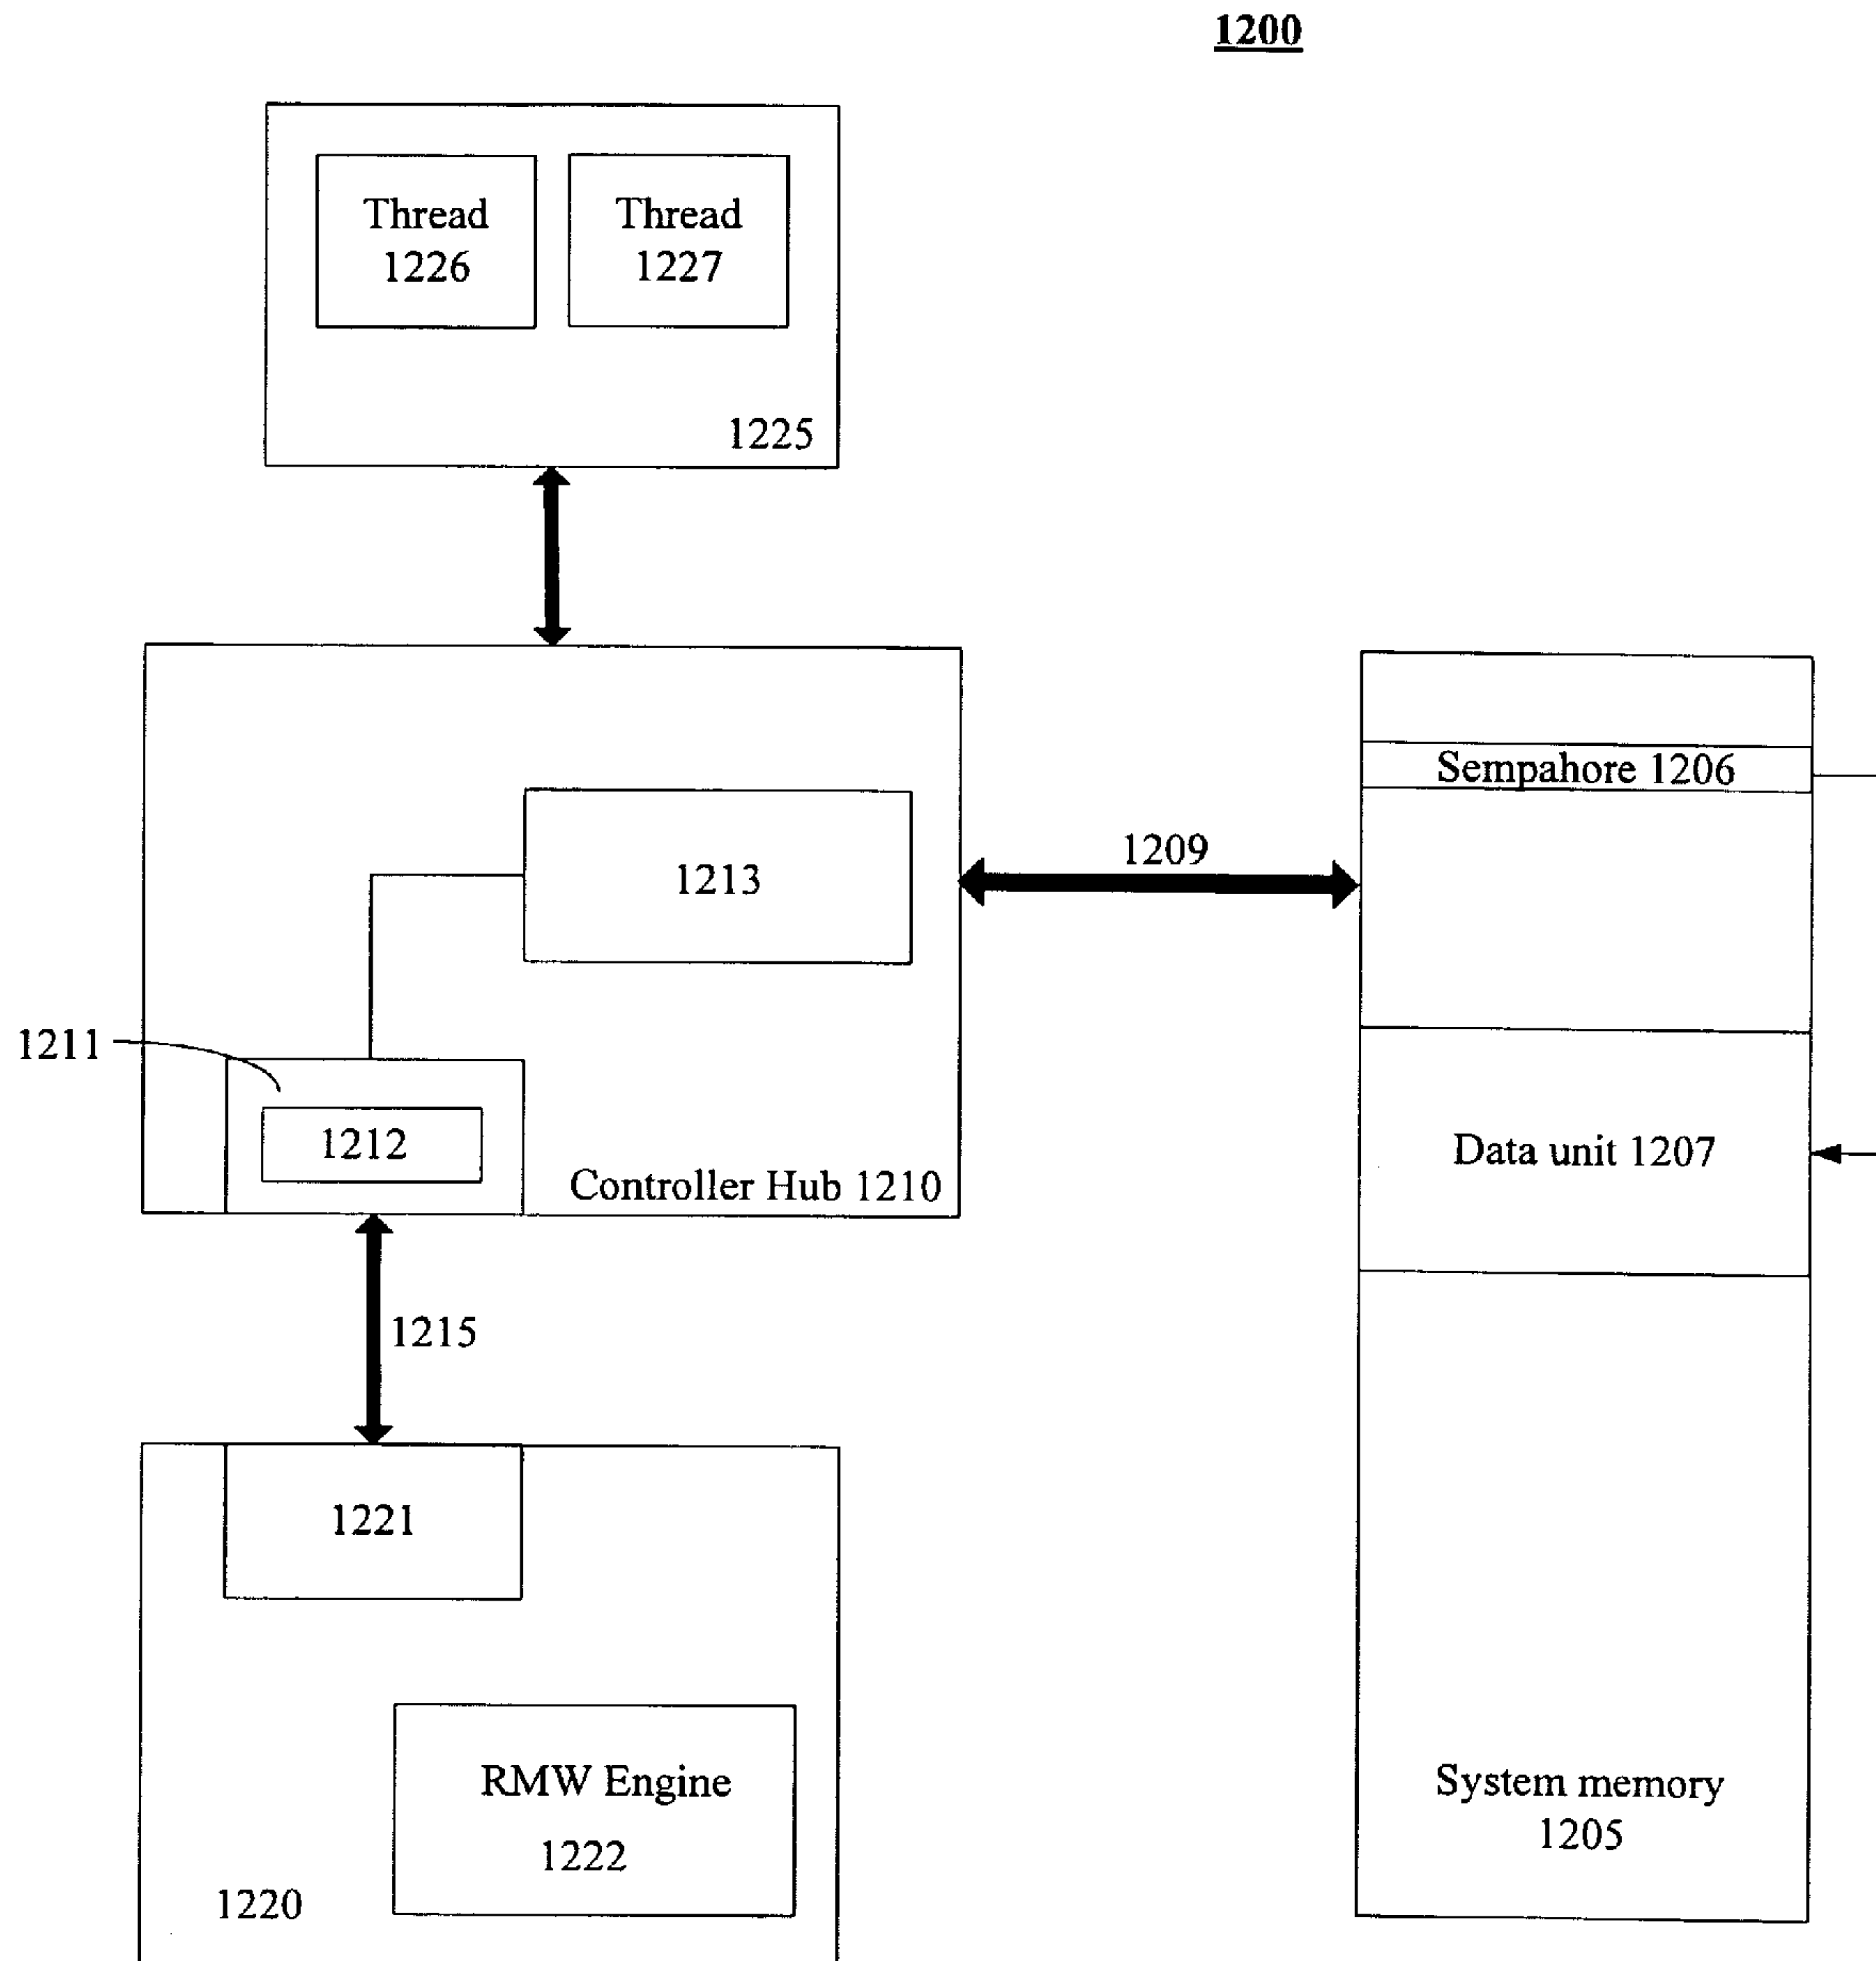 1200
Thread
1226
Thread
1227
1225
Sempahore 1206
1209
1213
1211
1212
Controller Hub 1210
Data unit 1207
1215
1221
RMW Engine
1222
1220
System memory
1205